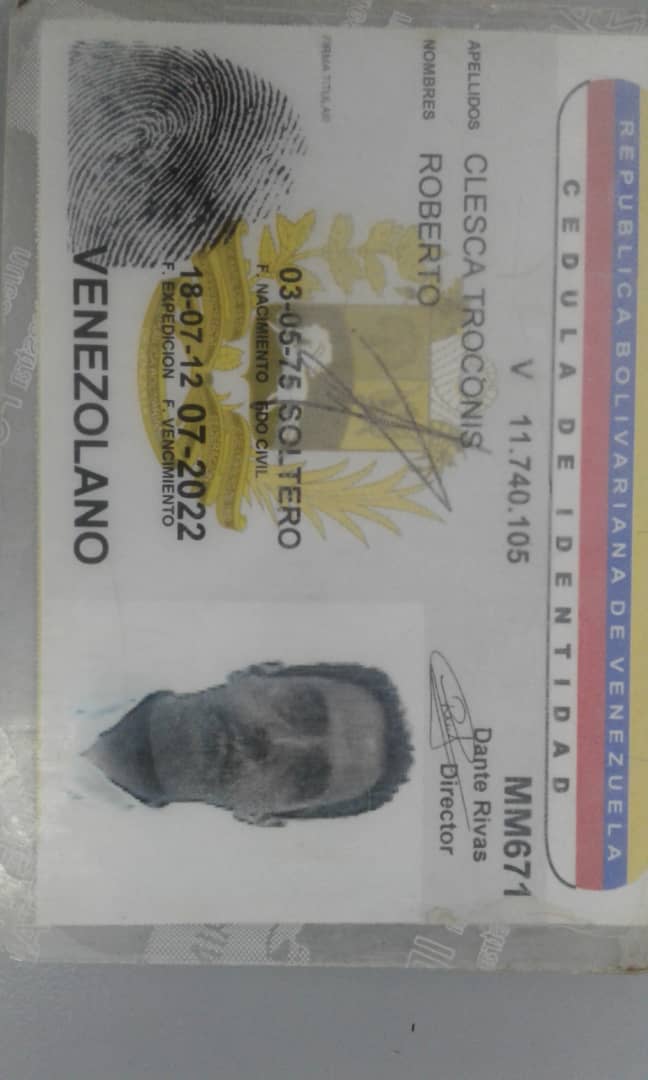 REPUBLICA BOLIVARIANA DE VENEZUELA
CEDULA DE IDENTIDAD
V 11.740.105 MM671
APELLIDOS CLESCA TROCONIS
Dante Rivas
Director
NOMBRES ROBERTO
FIRMA TITULAR
03-05-75 SOLTERO
F. NACIMIENTO EDO CIVIL
18-07-12 07-2022
F. EXPEDICION F. VENCIMIENTO
VENEZOLANO